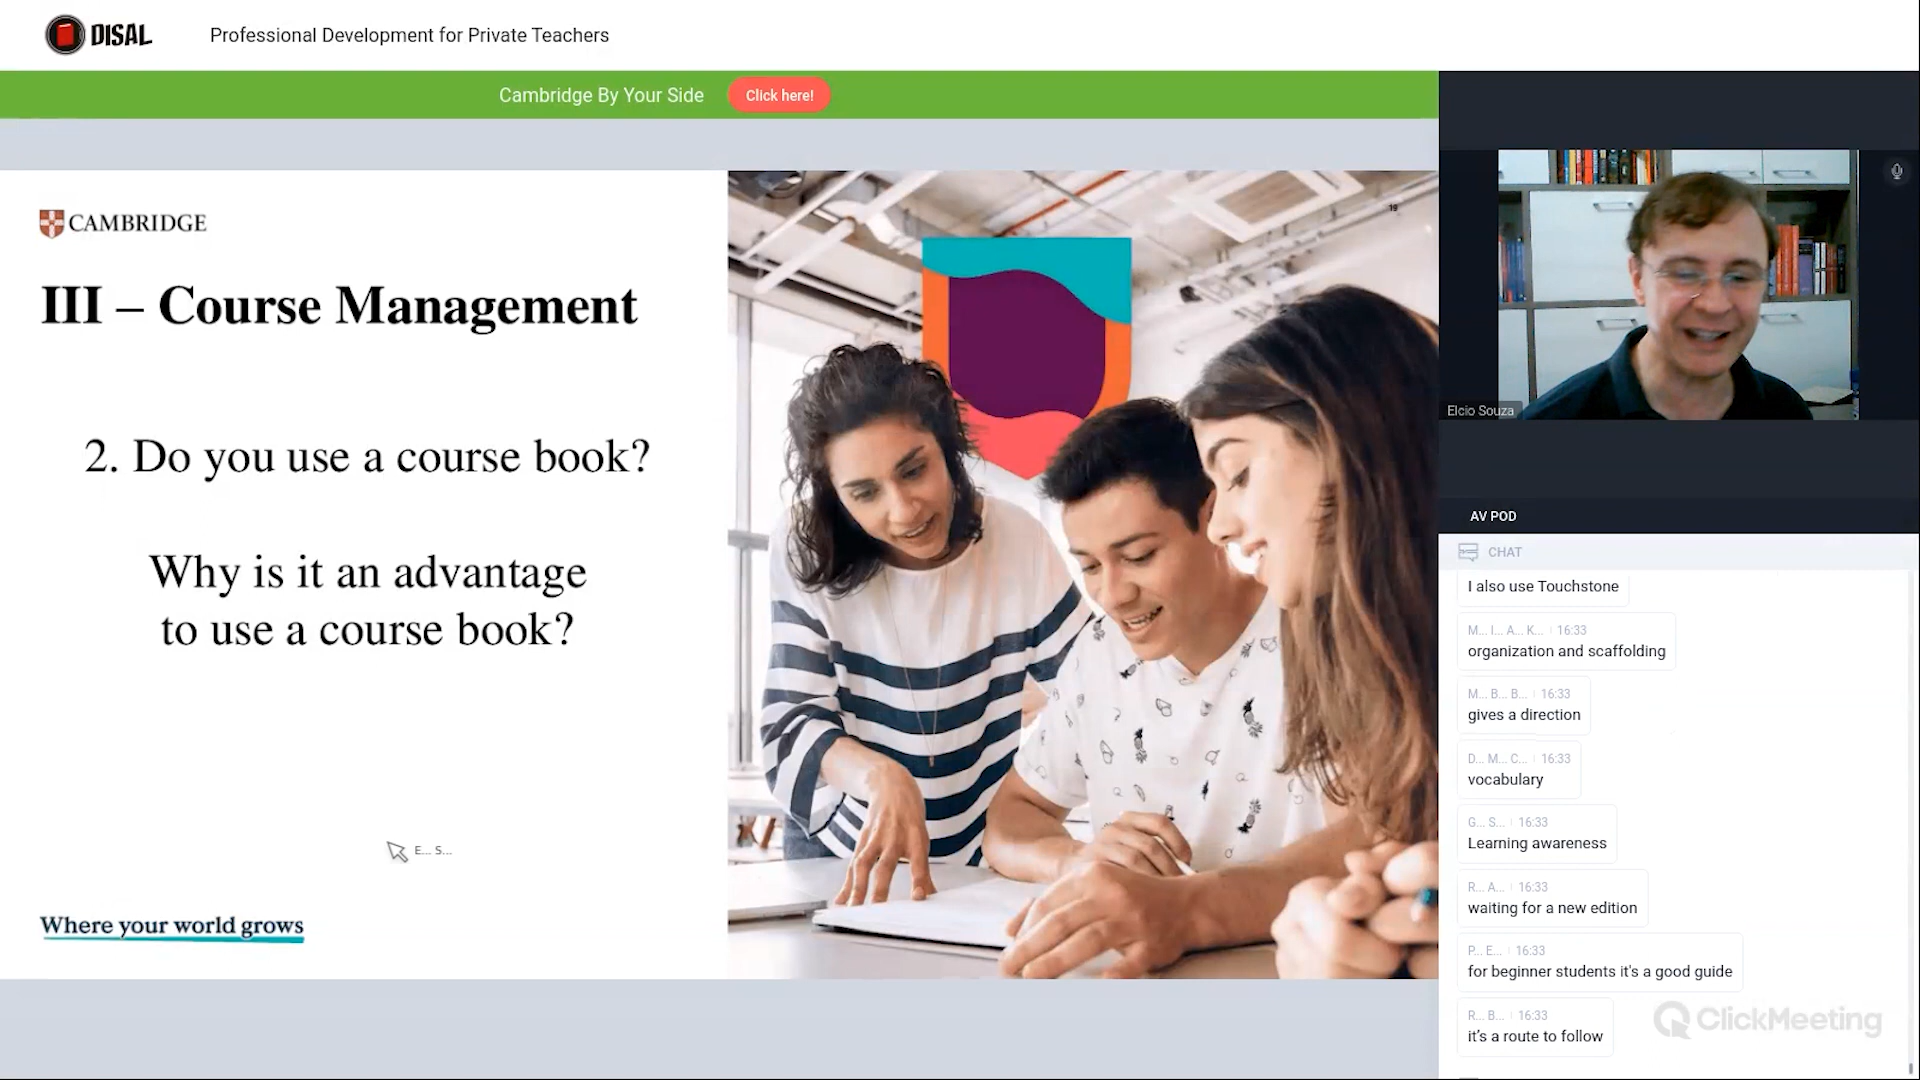 DISAL
Professional Development for Private Teachers
Cambridge By Your Side
Click here!
CAMBRIDGE
19
III – Course Management
2. Do you use a course book?
Why is it an advantage
to use a course book?
E... S...
Where your world grows
Elcio Souza
AV POD
CHAT
I also use Touchstone
M... I... A... K... 16:33
organization and scaffolding
M... B... B... 16:33
gives a direction
D... M... C... 16:33
vocabulary
G... S... 16:33
Learning awareness
R... A... 16:33
waiting for a new edition
P... E... 16:33
for beginner students it's a good guide
R... B... 16:33
it’s a route to follow
ClickMeeting